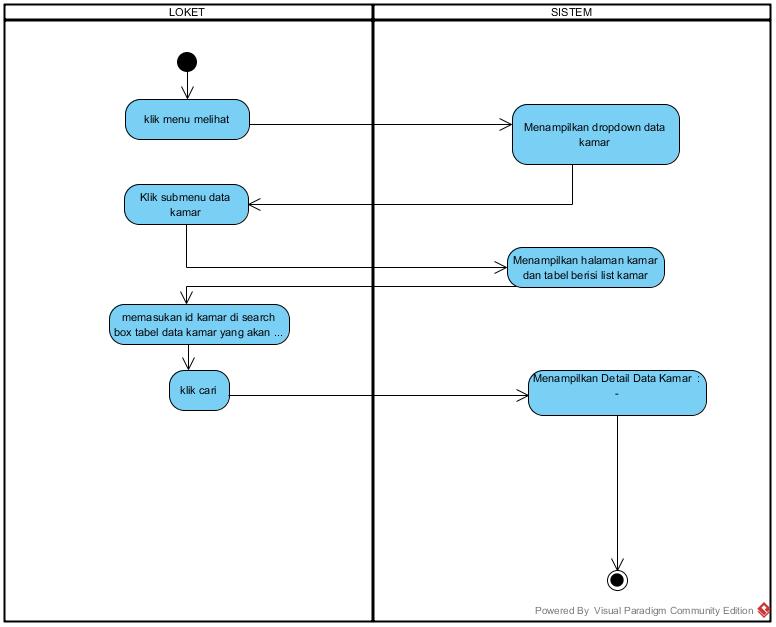 LOKET
SISTEM
klik menu melihat
Menampilkan dropdown data
kamar
Klik submenu data
kamar
Menampilkan halaman kamar
dan tabel berisi list kamar
memasukan id kamar di search
box tabel data kamar yang akan ...
klik cari
Menampilkan Detail Data Kamar :
-
Powered By Visual Paradigm Community Edition